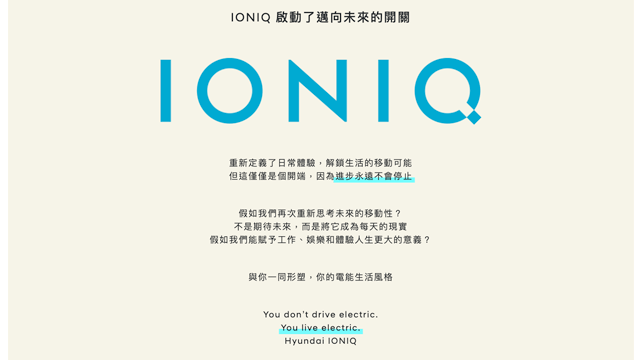 IONIQ 啟動了邁向未來的開關
IONIQ
重新定義了日常體驗，解鎖生活的移動可能
但這僅僅是個開端，因為進步永遠不會停止
假如我們再次重新思考未來的移動性？
不是期待未來，而是將它成為每天的現實
假如我們能賦予工作、娛樂和體驗人生更大的意義？
與你一同形塑，你的電能生活風格
You don't drive electric.
You live electric.
Hyundai IONIQ